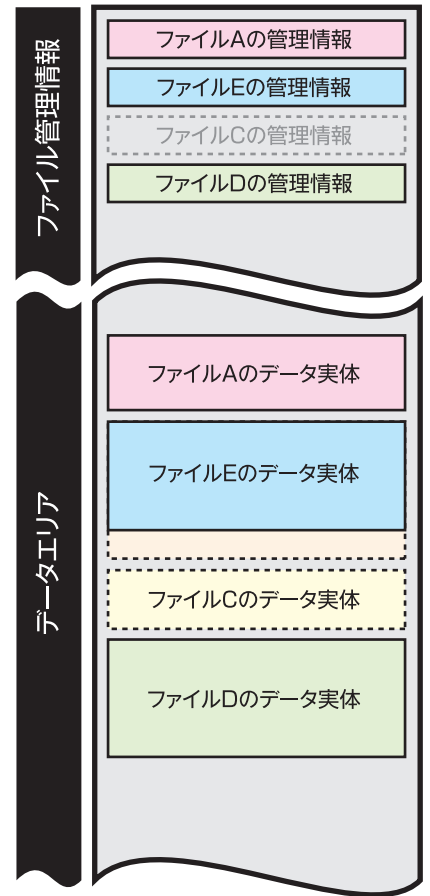 ファイル管理情報
ファイルAの管理情報
ファイルEの管理情報
ファイルCの管理情報
ファイルDの管理情報
データエリア
ファイルAのデータ実体
ファイルEのデータ実体
ファイルCのデータ実体
ファイルDのデータ実体